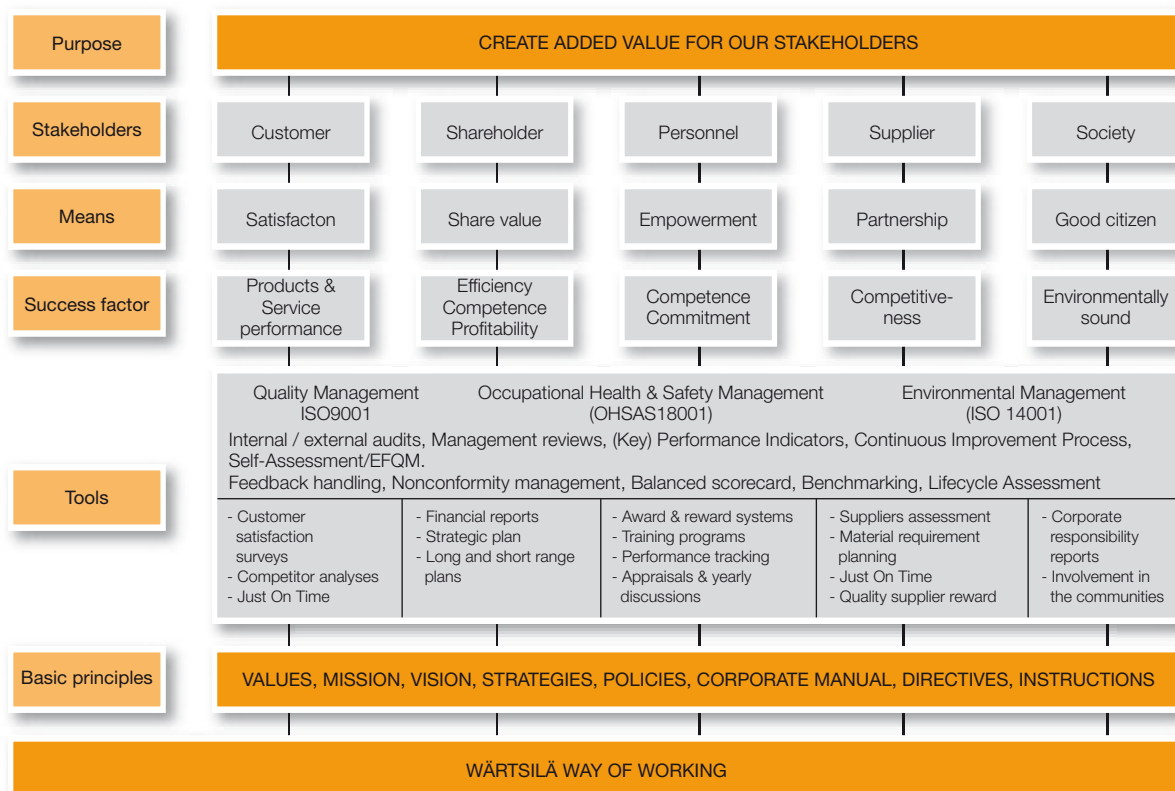 Purpose
CREATE ADDED VALUE FOR OUR STAKEHOLDERS
Stakeholders
Customer
Shareholder
Personnel
Supplier
Society
Means
Satisfacton
Share value
Empowerment
Partnership
Good citizen
Success factor
Products &
Service
performance
Efficiency
Competence
Profitability
Competence
Commitment
Competitive-
ness
Environmentally
sound
Tools
Quality Management
ISO9001
Occupational Health & Safety Management
(OHSAS18001)
Environmental Management
(ISO 14001)
Internal / external audits, Management reviews, (Key) Performance Indicators, Continuous Improvement Process,
Self-Assessment/EFQM.
Feedback handling, Nonconformity management, Balanced scorecard, Benchmarking, Lifecycle Assessment
- Customer
satisfaction
surveys
- Competitor analyses
- Just On Time
- Financial reports
- Strategic plan
- Long and short range
plans
- Award & reward systems
- Training programs
- Performance tracking
- Appraisals & yearly
discussions
- Suppliers assessment
- Material requirement
planning
- Just On Time
- Quality supplier reward
- Corporate
responsibility
reports
- Involvement in
the communities
Basic principles
VALUES, MISSION, VISION, STRATEGIES, POLICIES, CORPORATE MANUAL, DIRECTIVES, INSTRUCTIONS
WÄRTSILÄ WAY OF WORKING